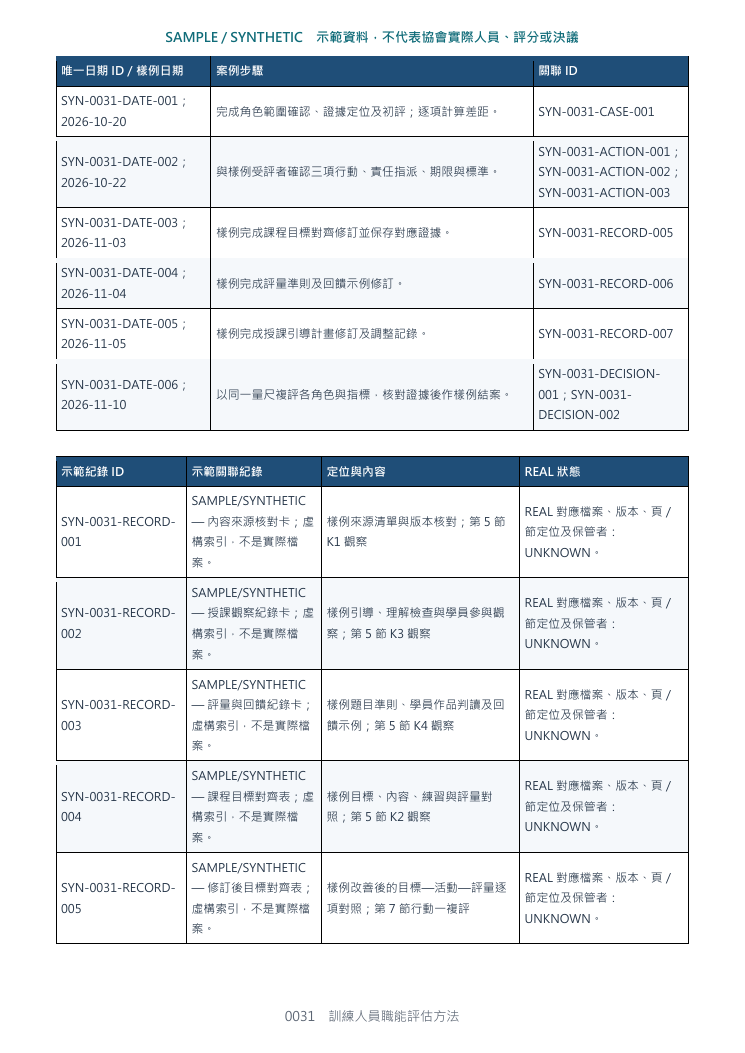 SAMPLE / SYNTHETIC　示範資料，不代表協會實際人員、評分或決議
唯一日期 ID / 樣例日期
案例步驟
關聯 ID
SYN-0031-DATE-001；
2026-10-20
完成角色範圍確認、證據定位及初評；逐項計算差距。
SYN-0031-CASE-001
SYN-0031-DATE-002；
2026-10-22
與樣例受評者確認三項行動、責任指派、期限與標準。
SYN-0031-ACTION-001；
SYN-0031-ACTION-002；
SYN-0031-ACTION-003
SYN-0031-DATE-003；
2026-11-03
樣例完成課程目標對齊修訂並保存對應證據。
SYN-0031-RECORD-005
SYN-0031-DATE-004；
2026-11-04
樣例完成評量準則及回饋示例修訂。
SYN-0031-RECORD-006
SYN-0031-DATE-005；
2026-11-05
樣例完成授課引導計畫修訂及調整記錄。
SYN-0031-RECORD-007
SYN-0031-DATE-006；
2026-11-10
以同一量尺複評各角色與指標，核對證據後作樣例結案。
SYN-0031-DECISION-
001；SYN-0031-
DECISION-002
示範紀錄 ID
示範關聯紀錄
定位與內容
REAL 狀態
SYN-0031-RECORD-
001
SAMPLE/SYNTHETIC
— 內容來源核對卡；虛
構索引，不是實際檔
案。
樣例來源清單與版本核對；第 5 節
K1 觀察
REAL 對應檔案、版本、頁 /
節定位及保管者：
UNKNOWN。
SYN-0031-RECORD-
002
SAMPLE/SYNTHETIC
— 授課觀察紀錄卡；虛
構索引，不是實際檔
案。
樣例引導、理解檢查與學員參與觀
察；第 5 節 K3 觀察
REAL 對應檔案、版本、頁 /
節定位及保管者：
UNKNOWN。
SYN-0031-RECORD-
003
SAMPLE/SYNTHETIC
— 評量與回饋紀錄卡；
虛構索引，不是實際檔
案。
樣例題目準則、學員作品判讀及回
饋示例；第 5 節 K4 觀察
REAL 對應檔案、版本、頁 /
節定位及保管者：
UNKNOWN。
SYN-0031-RECORD-
004
SAMPLE/SYNTHETIC
— 課程目標對齊表；虛
構索引，不是實際檔
案。
樣例目標、內容、練習與評量對
照；第 5 節 K2 觀察
REAL 對應檔案、版本、頁 /
節定位及保管者：
UNKNOWN。
SYN-0031-RECORD-
005
SAMPLE/SYNTHETIC
— 修訂後目標對齊表；
虛構索引，不是實際檔
案。
樣例改善後的目標—活動—評量逐
項對照；第 7 節行動一複評
REAL 對應檔案、版本、頁 /
節定位及保管者：
UNKNOWN。
0031　訓練人員職能評估方法